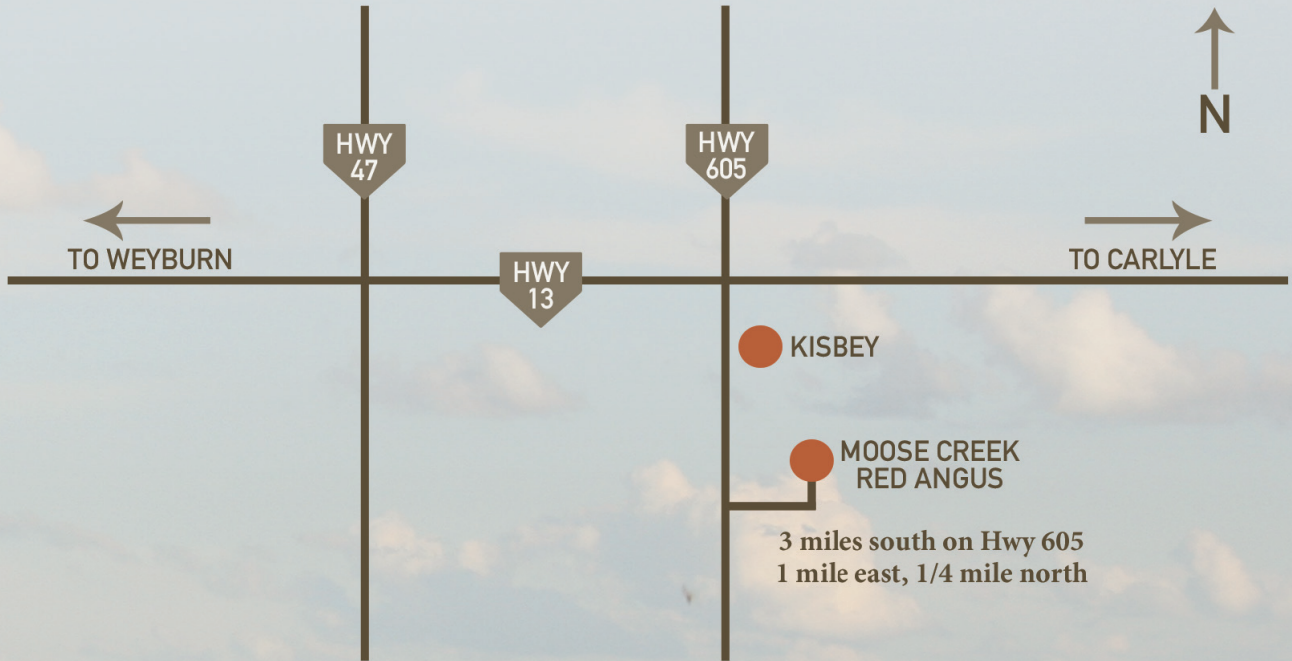 N
HWY
47
HWY
605
TO WEYBURN
TO CARLYLE
HWY
13
KISBEY
MOOSE CREEK
RED ANGUS
3 miles south on Hwy 605
1 mile east, 1/4 mile north